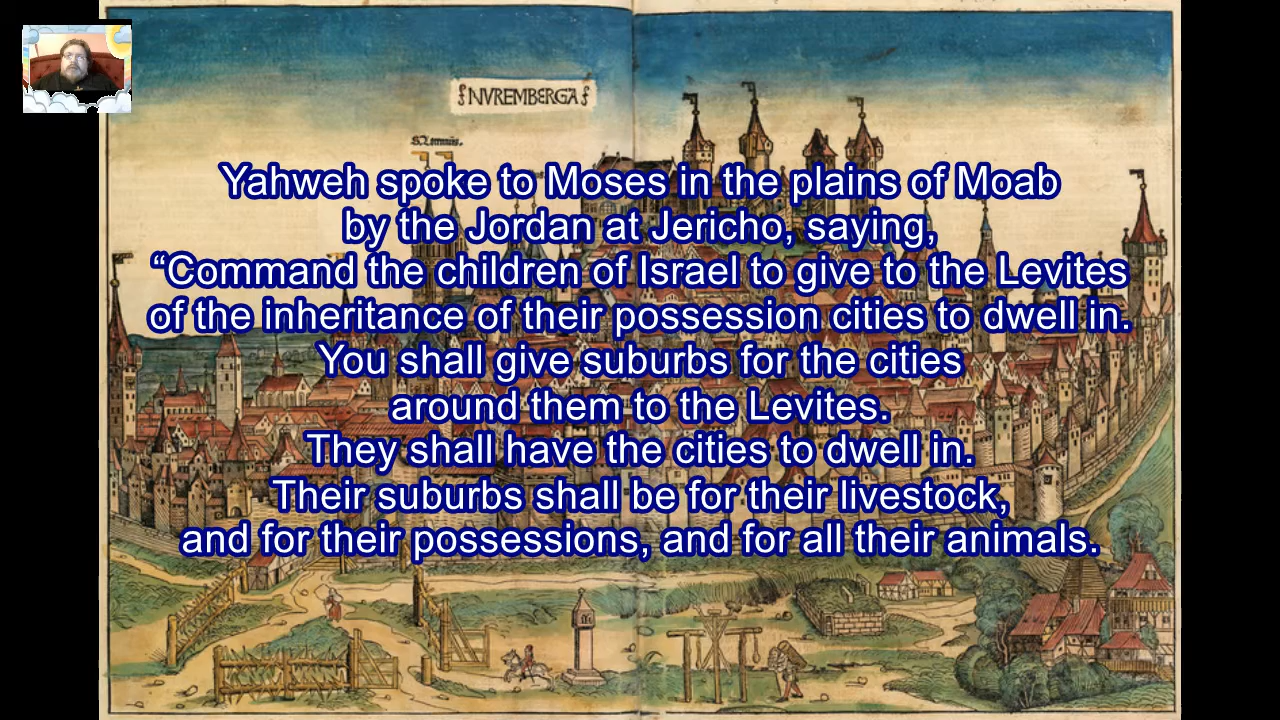 NVREMBERGA
Yahweh spoke to Moses in the plains of Moab
by the Jordan at Jericho, saying,
“Command the children of Israel to give to the Levites
of the inheritance of their possession cities to dwell in.
You shall give suburbs for the cities
around them to the Levites.
They shall have the cities to dwell in.
Their suburbs shall be for their livestock,
and for their possessions, and for all their animals.